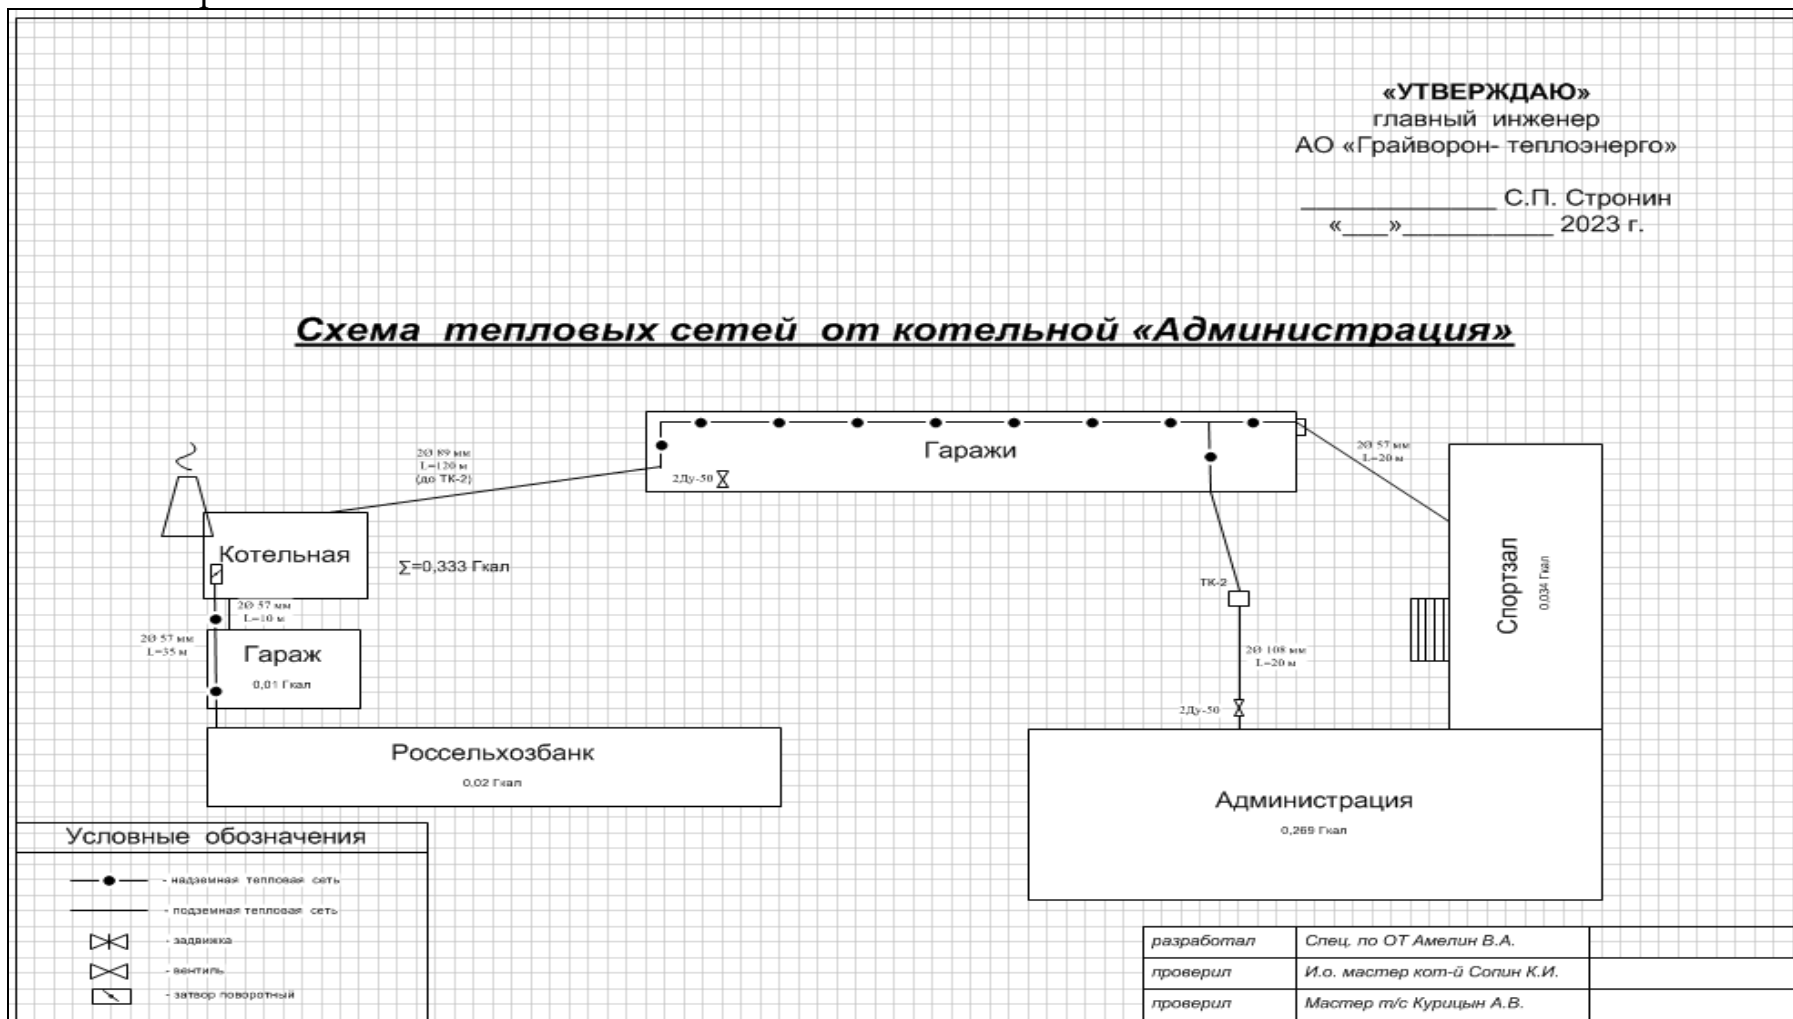 «УТВЕРЖДАЮ»
главный инженер
АО «Грайворон- теплоэнерго»
________________ С.П. Стронин
«____»____________ 2023 г.
Схема тепловых сетей от котельной «Администрация»
2Ø 89 мм
L=120 м
(до ТК-2)
Гаражи
2Ду-50
2Ø 57 мм
L=20 м
Котельная
∑=0,333 Гкал
2Ø 57 мм
L=10 м
2Ø 57 мм
L=35 м
Гараж
0,01 Гкал
Россельхозбанк
0,02 Гкал
ТК-2
2Ø 108 мм
L=20 м
2Ду-50
Спортзал
0,034 Гкал
Администрация
0,269 Гкал
Условные обозначения
- надземная тепловая сеть
- подземная тепловая сеть
- задвижка
- вентиль
- затвор поворотный
разработал Спец. по ОТ Амелин В.А.
проверил И.о. мастер кот-й Сопин К.И.
проверил Мастер т/с Курицын А.В.